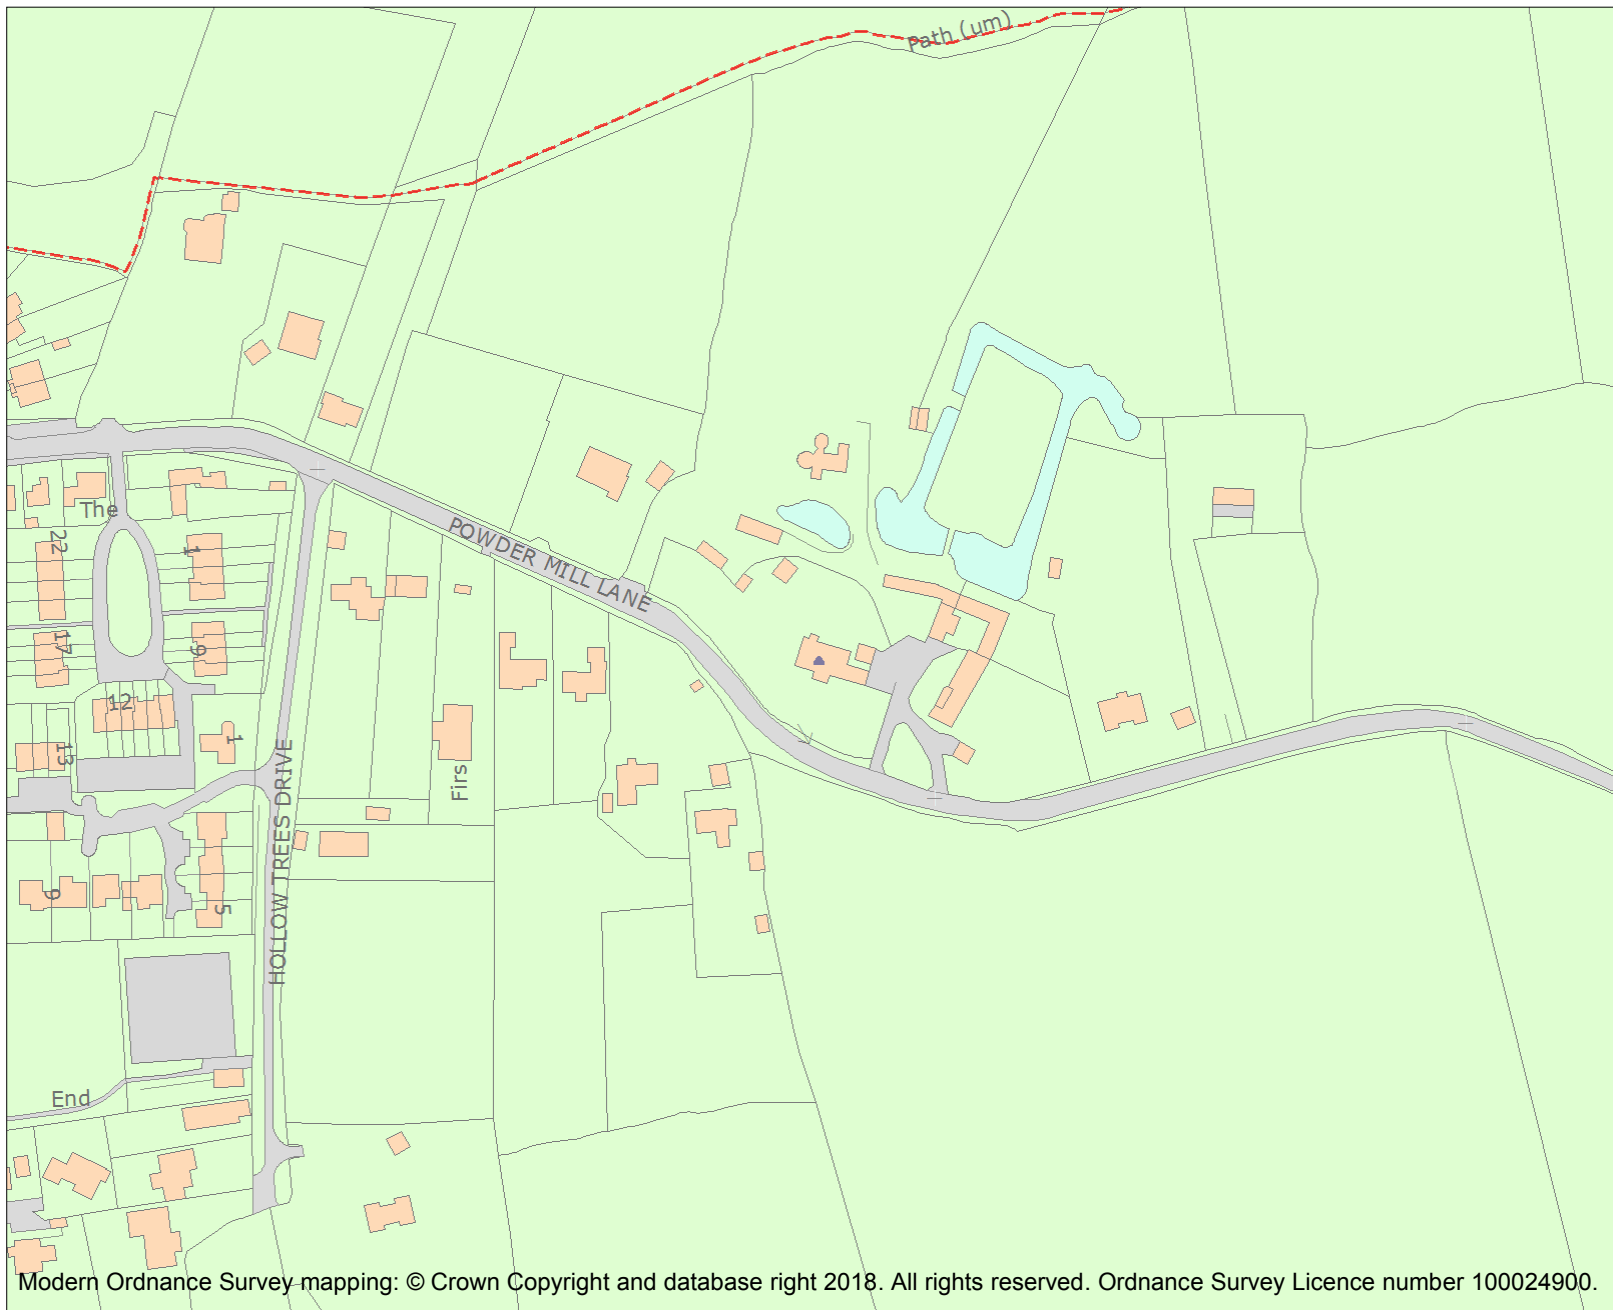 Path (um)
POWDER MILL LANE
The
22
1
17
9
12
1
13
Firs
HOLLOW TREES DRIVE
9
5
End
Modern Ordnance Survey mapping: © Crown Copyright and database right 2018. All rights reserved. Ordnance Survey Licence number 100024900.